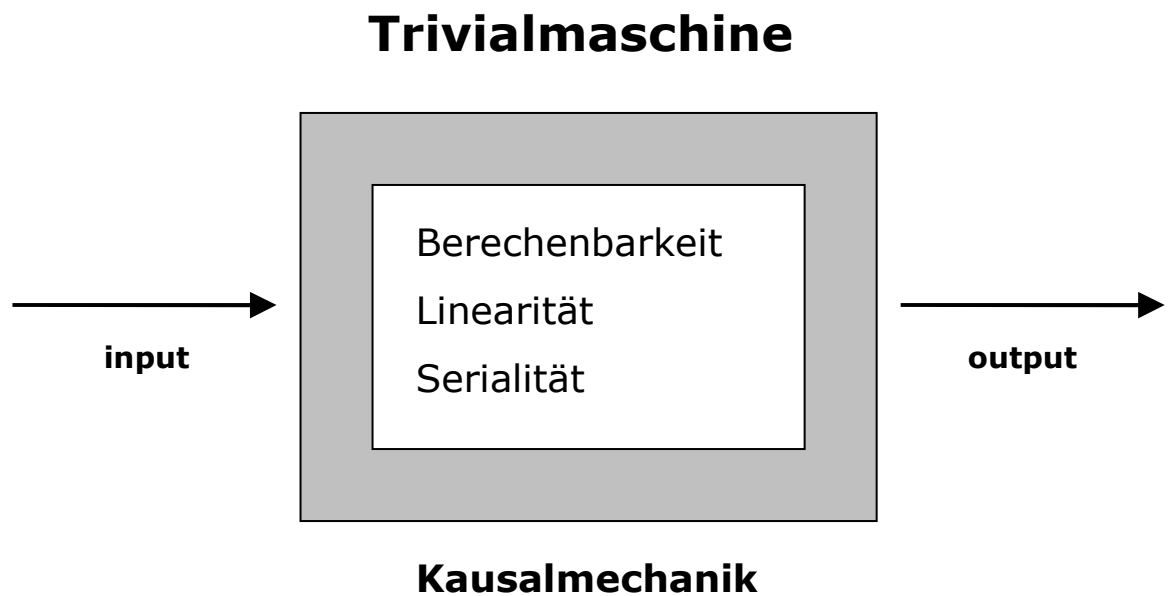 Trivialmaschine
Berechenbarkeit
Linearität
Serialität
input
output
Kausalmechanik